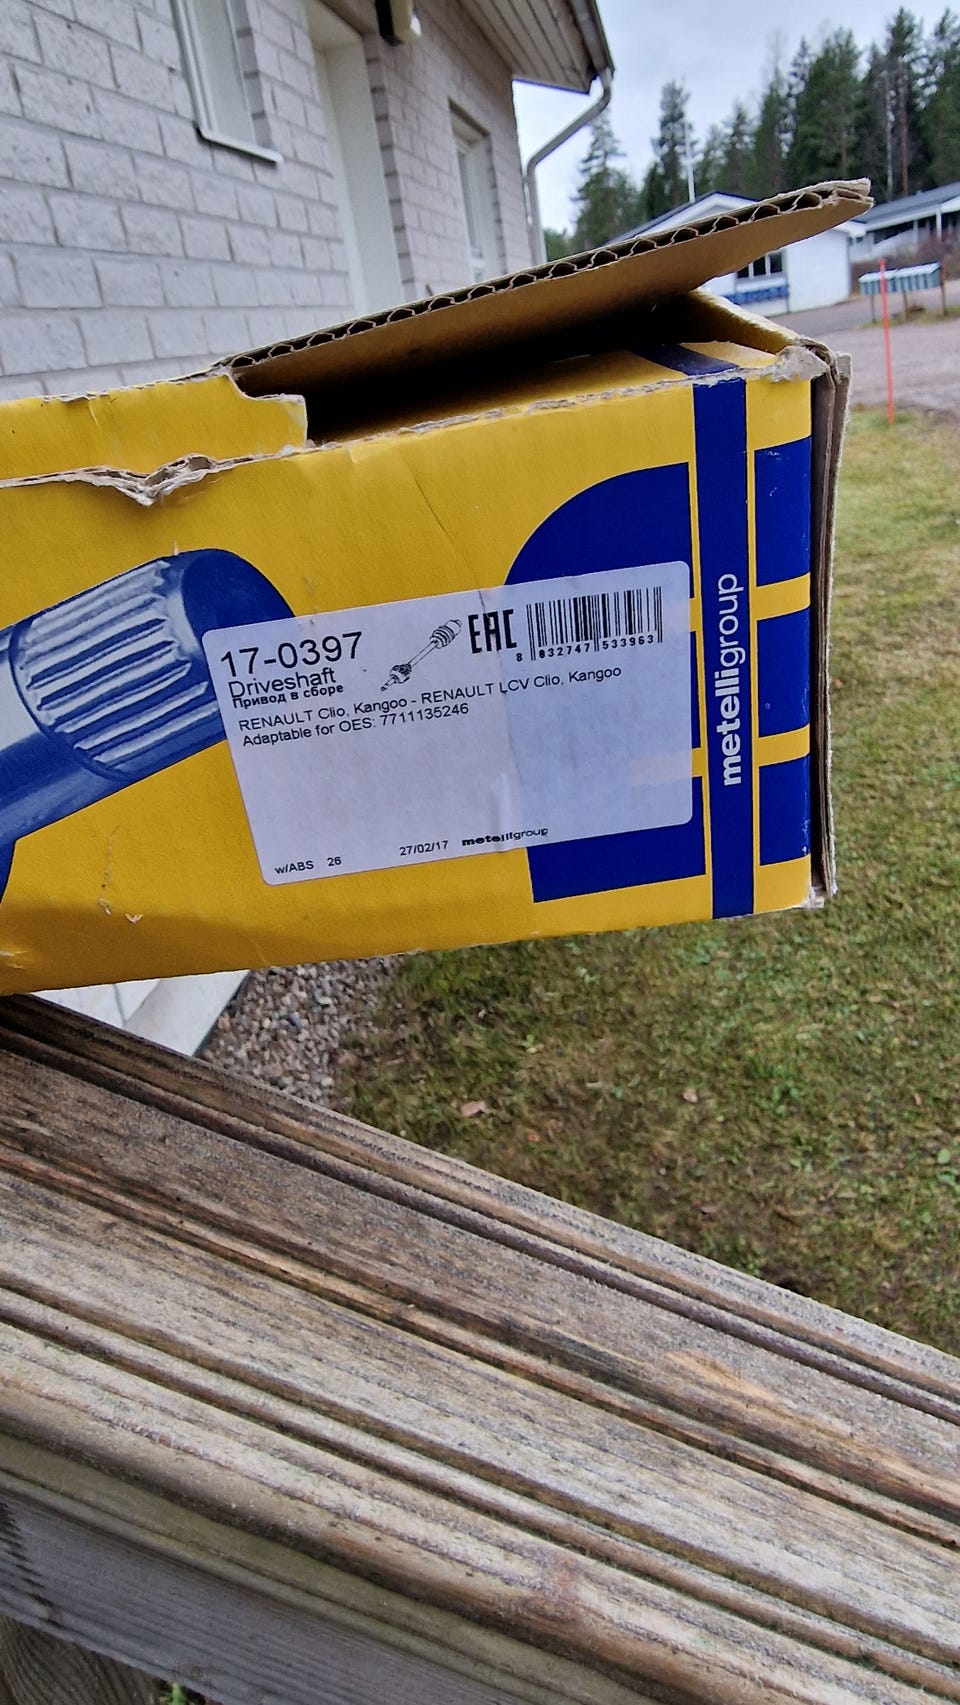 17-0397
EAC
8 032747 533963
Driveshaft
Привод в сборе
RENAULT Clio, Kangoo - RENAULT LCV Clio, Kangoo
Adaptable for OES: 7711135246
w/ABS 26 27/02/17 metelligroup
metelligroup